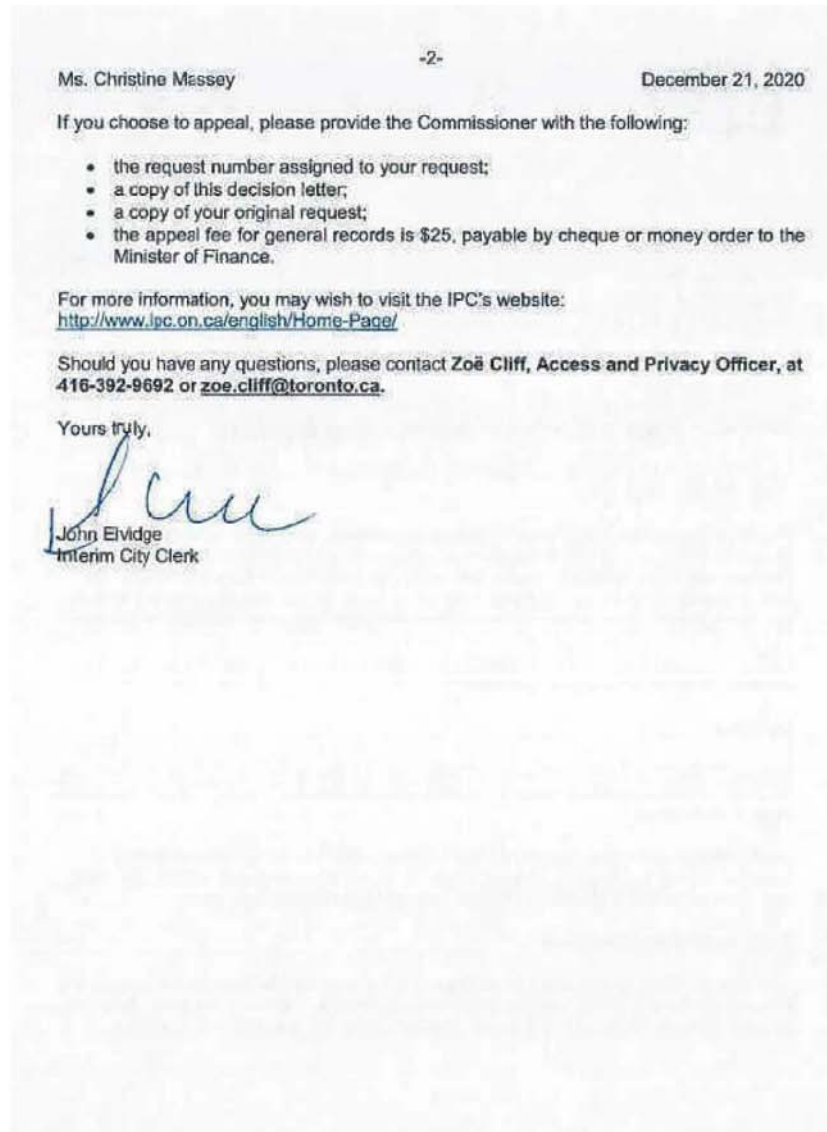 -2-
Ms. Christine Massey
December 21, 2020
If you choose to appeal, please provide the Commissioner with the following:
• the request number assigned to your request;
• a copy of this decision letter;
• a copy of your original request;
• the appeal fee for general records is $25, payable by cheque or money order to the
Minister of Finance.
For more information, you may wish to visit the IPC's website:
http://www.ipc.on.ca/english/Home-Page/
Should you have any questions, please contact Zoë Cliff, Access and Privacy Officer, at
416-392-9692 or zoe.cliff@toronto.ca.
Yours truly,
John Elvidge
Interim City Clerk